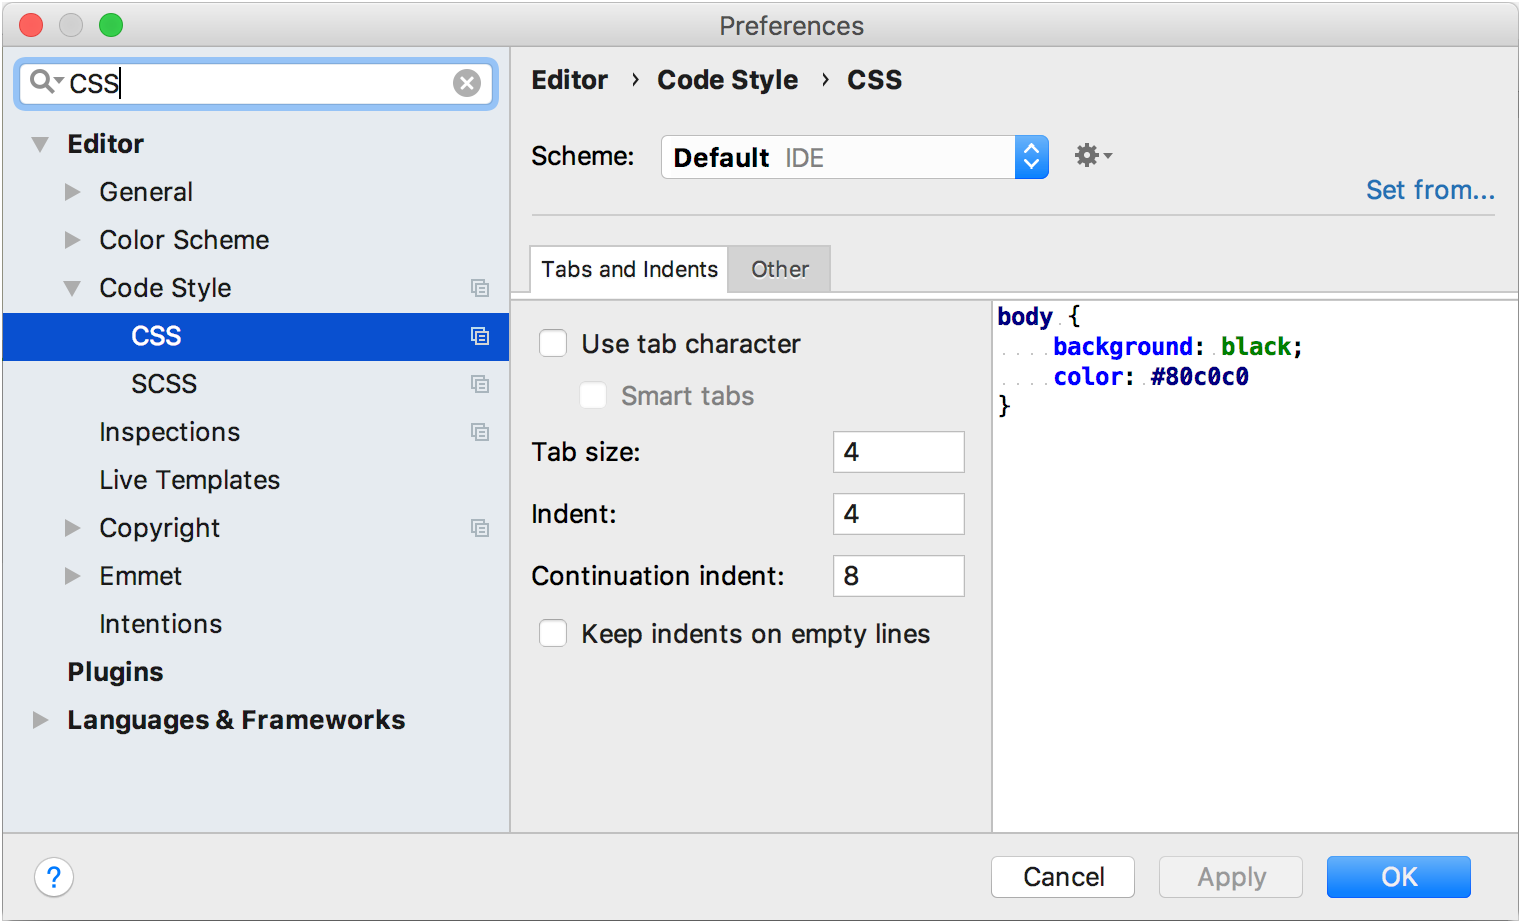 Preferences
CSS
Editor
General
Color Scheme
Code Style
CSS
SCSS
Inspections
Live Templates
Copyright
Emmet
Intentions
Plugins
Languages & Frameworks
Editor › Code Style › CSS
Scheme: Default IDE
Set from...
Tabs and Indents Other
Use tab character
Smart tabs
Tab size: 4
Indent: 4
Continuation indent: 8
Keep indents on empty lines
body {
    background: black;
    color: #80c0c0
}
? Cancel Apply OK